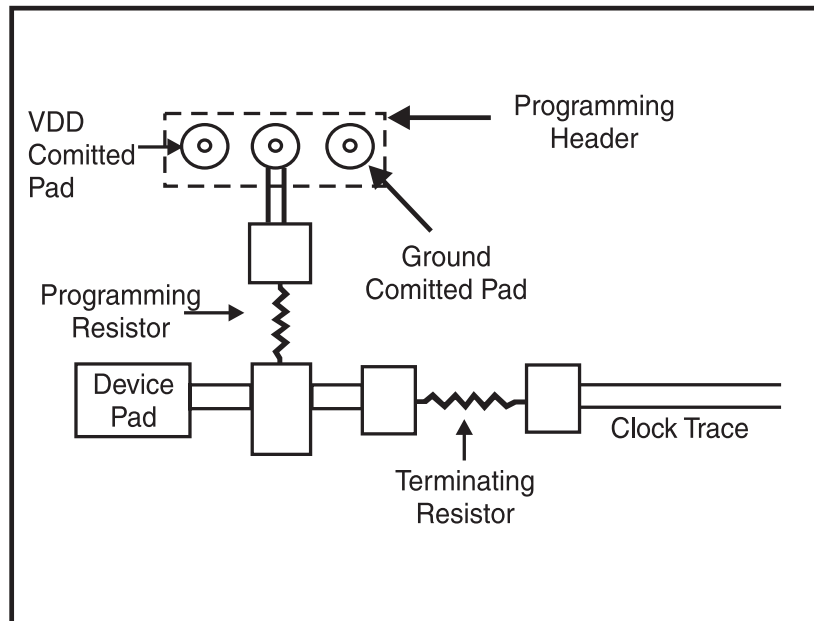 VDD
Comitted
Pad
Programming
Header
Ground
Comitted Pad
Programming
Resistor
Device
Pad
Clock Trace
Terminating
Resistor